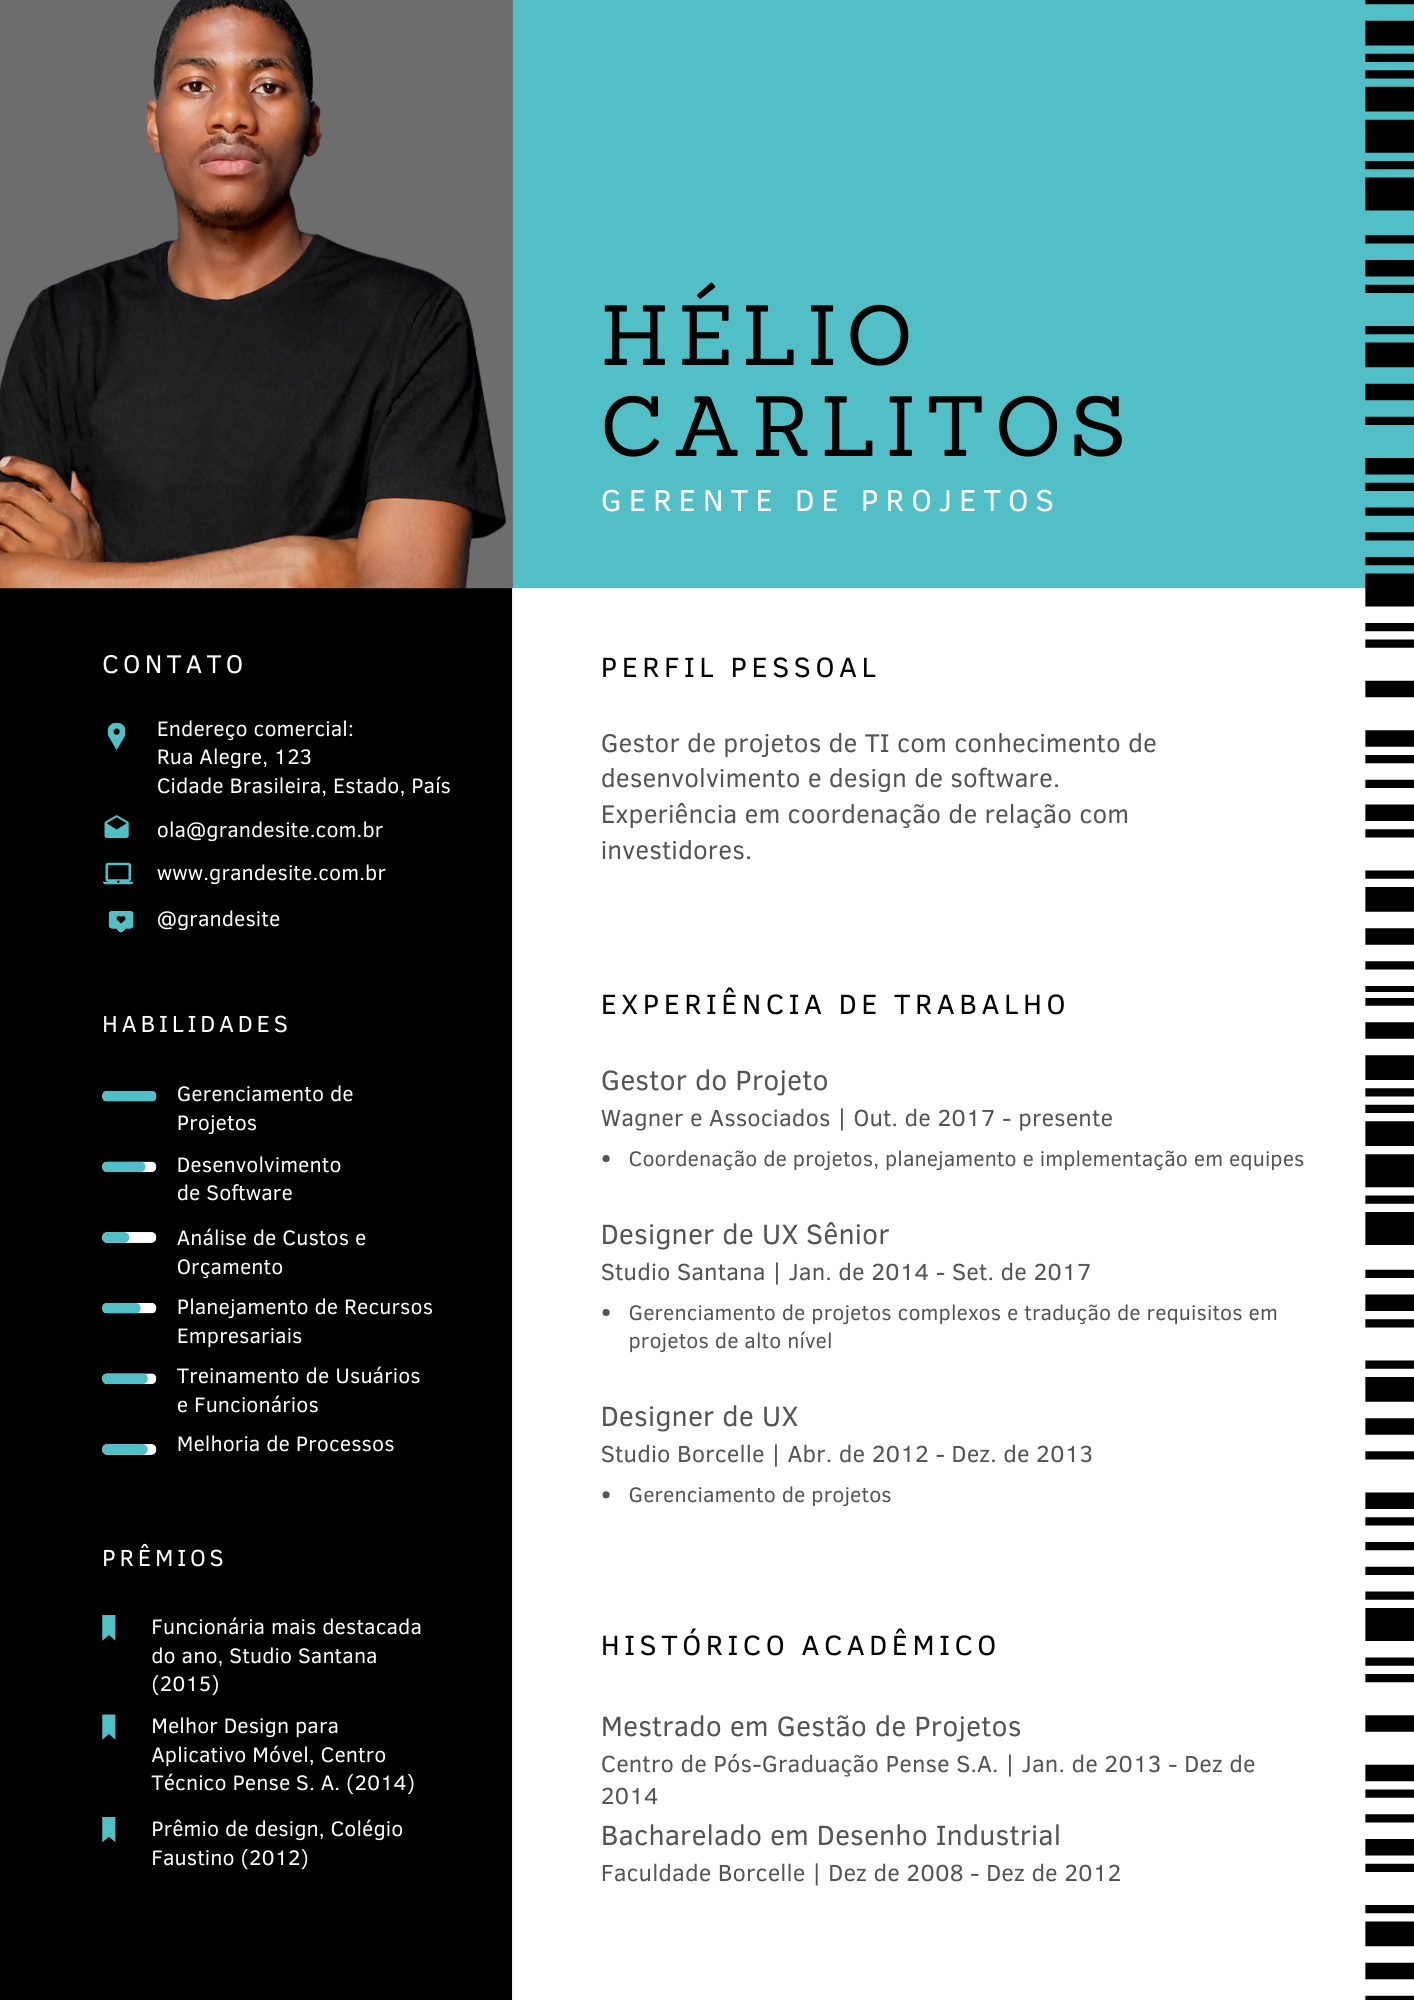 HÉLIO
CARLITOS
GERENTE DE PROJETOS
CONTATO
Endereço comercial:
Rua Alegre, 123
Cidade Brasileira, Estado, País
ola@grandesite.com.br
www.grandesite.com.br
@grandesite
HABILIDADES
Gerenciamento de
Projetos
Desenvolvimento
de Software
Análise de Custos e
Orçamento
Planejamento de Recursos
Empresariais
Treinamento de Usuários
e Funcionários
Melhoria de Processos
PRÊMIOS
Funcionária mais destacada
do ano, Studio Santana
(2015)
Melhor Design para
Aplicativo Móvel, Centro
Técnico Pense S. A. (2014)
Prêmio de design, Colégio
Faustino (2012)
PERFIL PESSOAL
Gestor de projetos de TI com conhecimento de
desenvolvimento e design de software.
Experiência em coordenação de relação com
investidores.
EXPERIÊNCIA DE TRABALHO
Gestor do Projeto
Wagner e Associados | Out. de 2017 - presente
• Coordenação de projetos, planejamento e implementação em equipes
Designer de UX Sênior
Studio Santana | Jan. de 2014 - Set. de 2017
• Gerenciamento de projetos complexos e tradução de requisitos em
projetos de alto nível
Designer de UX
Studio Borcelle | Abr. de 2012 - Dez. de 2013
• Gerenciamento de projetos
HISTÓRICO ACADÊMICO
Mestrado em Gestão de Projetos
Centro de Pós-Graduação Pense S.A. | Jan. de 2013 - Dez de
2014
Bacharelado em Desenho Industrial
Faculdade Borcelle | Dez de 2008 - Dez de 2012